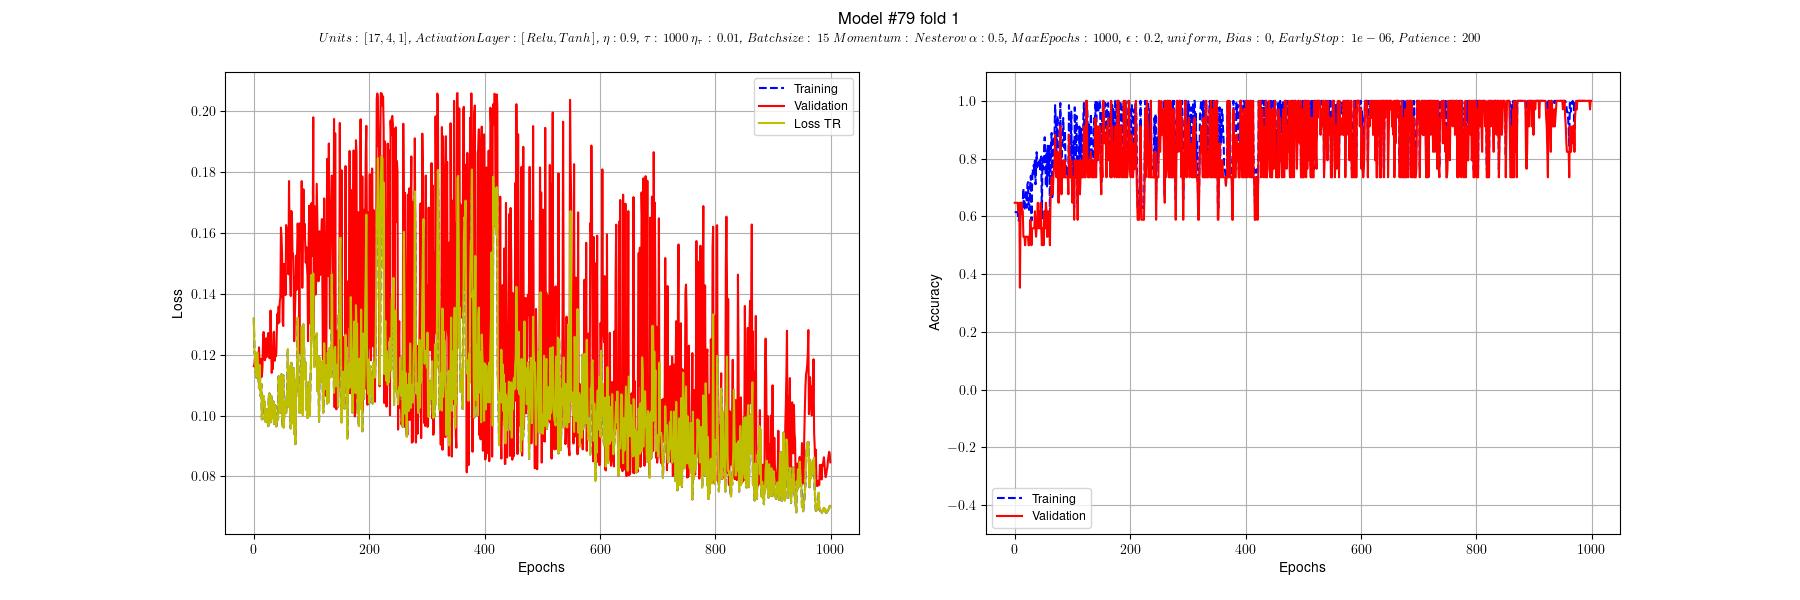 Model #79 fold 1
Units : [17, 4, 1], ActivationLayer : [Relu, Tanh], η : 0.9, τ : 1000 ητ : 0.01, Batchsize : 15 Momentum : Nesterov α : 0.5, MaxEpochs : 1000, ϵ : 0.2, uniform, Bias : 0, EarlyStop : 1e − 06, Patience : 200
Training
Validation
Loss TR
0.20
0.18
0.16
0.14
0.12
0.10
0.08
Loss
0 200 400 600 800 1000
Epochs
1.0
0.8
0.6
0.4
0.2
0.0
−0.2
−0.4
Accuracy
Training
Validation
0 200 400 600 800 1000
Epochs